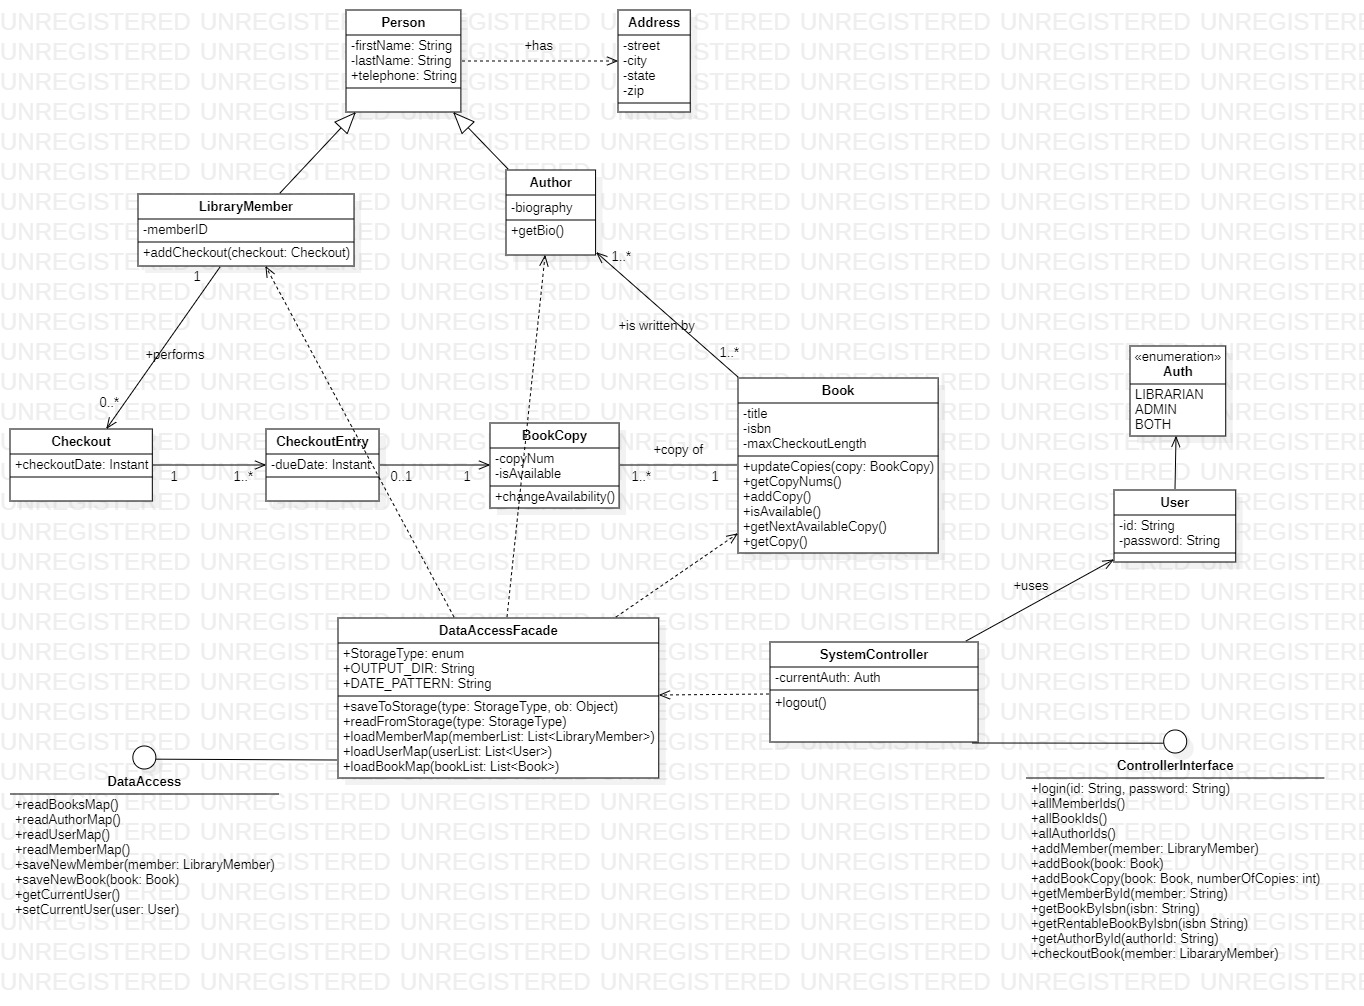 Person
-firstName: String
-lastName: String
+telephone: String
+has
Address
-street
-city
-state
-zip
LibraryMember
-memberID
+addCheckout(checkout: Checkout)
Author
-biography
+getBio()
1
+performs
0..*
1..*
+is written by
1..*
Checkout
+checkoutDate: Instant
1
1..*
CheckoutEntry
-dueDate: Instant
0..1
1
BookCopy
-copyNum
-isAvailable
+changeAvailability()
+copy of
1..*
1
Book
-title
-isbn
-maxCheckoutLength
+updateCopies(copy: BookCopy)
+getCopyNums()
+addCopy()
+isAvailable()
+getNextAvailableCopy()
+getCopy()
«enumeration»
Auth
LIBRARIAN
ADMIN
BOTH
User
-id: String
-password: String
+uses
DataAccessFacade
+StorageType: enum
+OUTPUT_DIR: String
+DATE_PATTERN: String
+saveToStorage(type: StorageType, ob: Object)
+readFromStorage(type: StorageType)
+loadMemberMap(memberList: List<LibraryMember>)
+loadUserMap(userList: List<User>)
+loadBookMap(bookList: List<Book>)
SystemController
-currentAuth: Auth
+logout()
DataAccess
+readBooksMap()
+readAuthorMap()
+readUserMap()
+readMemberMap()
+saveNewMember(member: LibraryMember)
+saveNewBook(book: Book)
+getCurrentUser()
+setCurrentUser(user: User)
ControllerInterface
+login(id: String, password: String)
+allMemberIds()
+allBookIds()
+allAuthorIds()
+addMember(member: LibraryMember)
+addBook(book: Book)
+addBookCopy(book: Book, numberOfCopies: int)
+getMemberById(member: String)
+getBookByIsbn(isbn: String)
+getRentableBookByIsbn(isbn String)
+getAuthorById(authorId: String)
+checkoutBook(member: LibararyMember)
UNREGISTERED